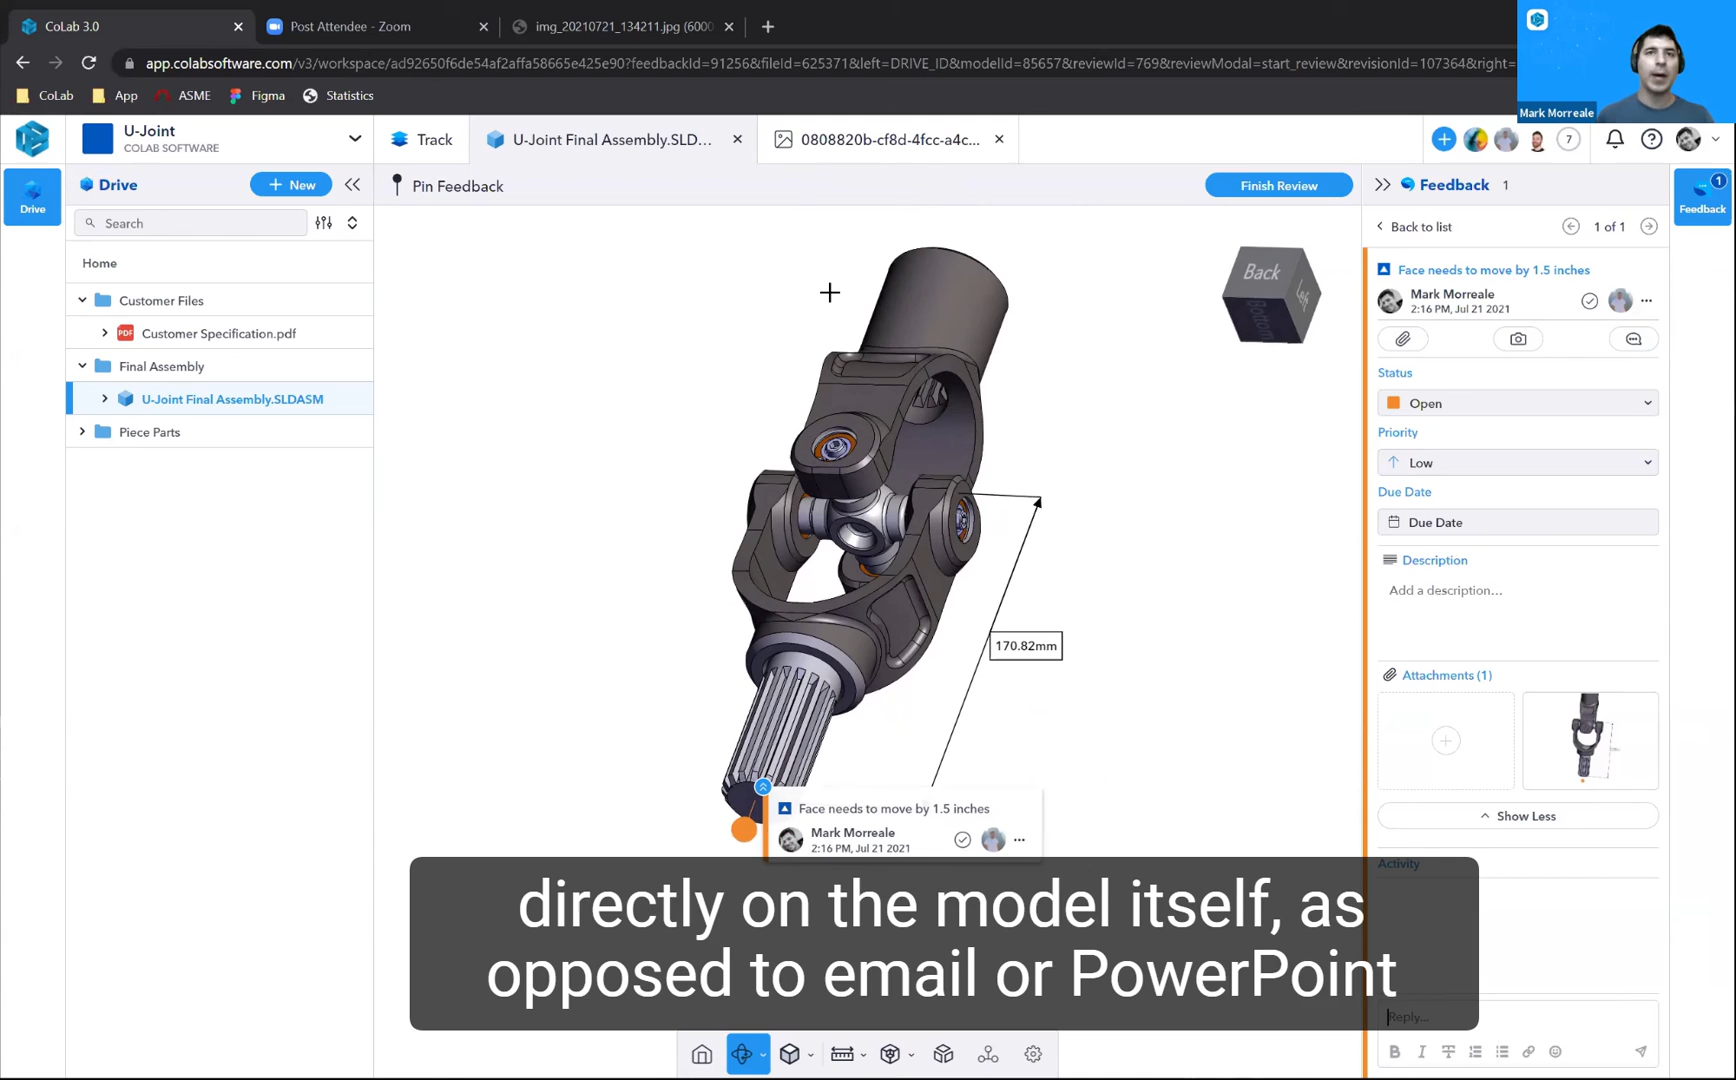 CoLab 3.0
Post Attendee - Zoom
img_20210721_134211.jpg (6000
app.colabsoftware.com/v3/workspace/ad92650f6de54af2affa58665e425e90?feedbackId=91256&fileId=625371&left=DRIVE_ID&modelId=85657&reviewId=769&reviewModal=start_review&revisionId=107364&right=
CoLab
App
ASME
Figma
Statistics
Mark Morreale
U-Joint
COLAB SOFTWARE
Track
U-Joint Final Assembly.SLD...
0808820b-cf8d-4fcc-a4c...
7
Drive
Drive
+ New
Search
Home
Customer Files
PDF
Customer Specification.pdf
Final Assembly
U-Joint Final Assembly.SLDASM
Piece Parts
Pin Feedback
Finish Review
Back
Left
Bottom
170.82mm
Face needs to move by 1.5 inches
Mark Morreale
2:16 PM, Jul 21 2021
Feedback 1
1
Feedback
Back to list
1 of 1
Face needs to move by 1.5 inches
Mark Morreale
2:16 PM, Jul 21 2021
Status
Open
Priority
Low
Due Date
Due Date
Description
Add a description...
Attachments (1)
Show Less
Activity
Reply...
directly on the model itself, as
opposed to email or PowerPoint